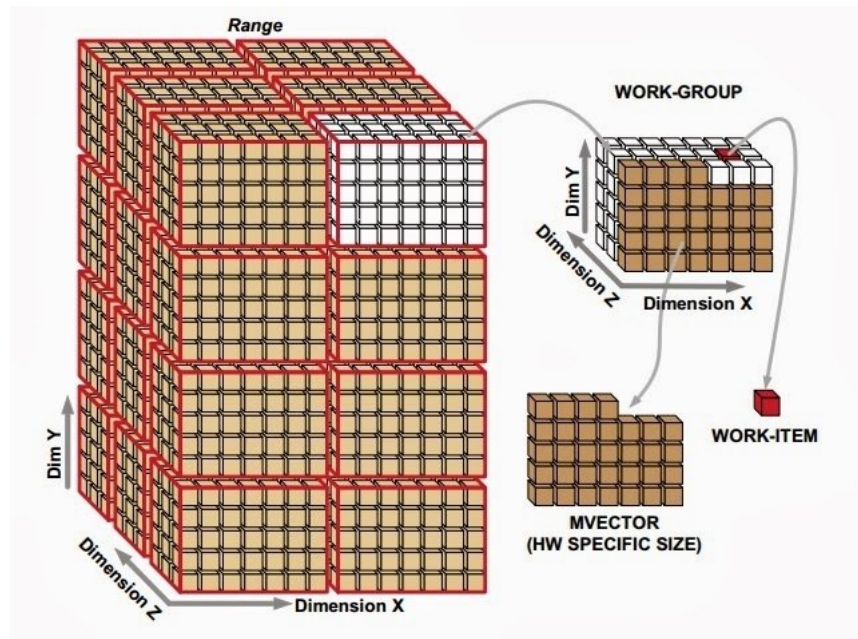 Range
WORK-GROUP
Dim Y
Dimension Z
Dimension X
WORK-ITEM
MVECTOR
(HW SPECIFIC SIZE)
Dim Y
Dimension Z
Dimension X